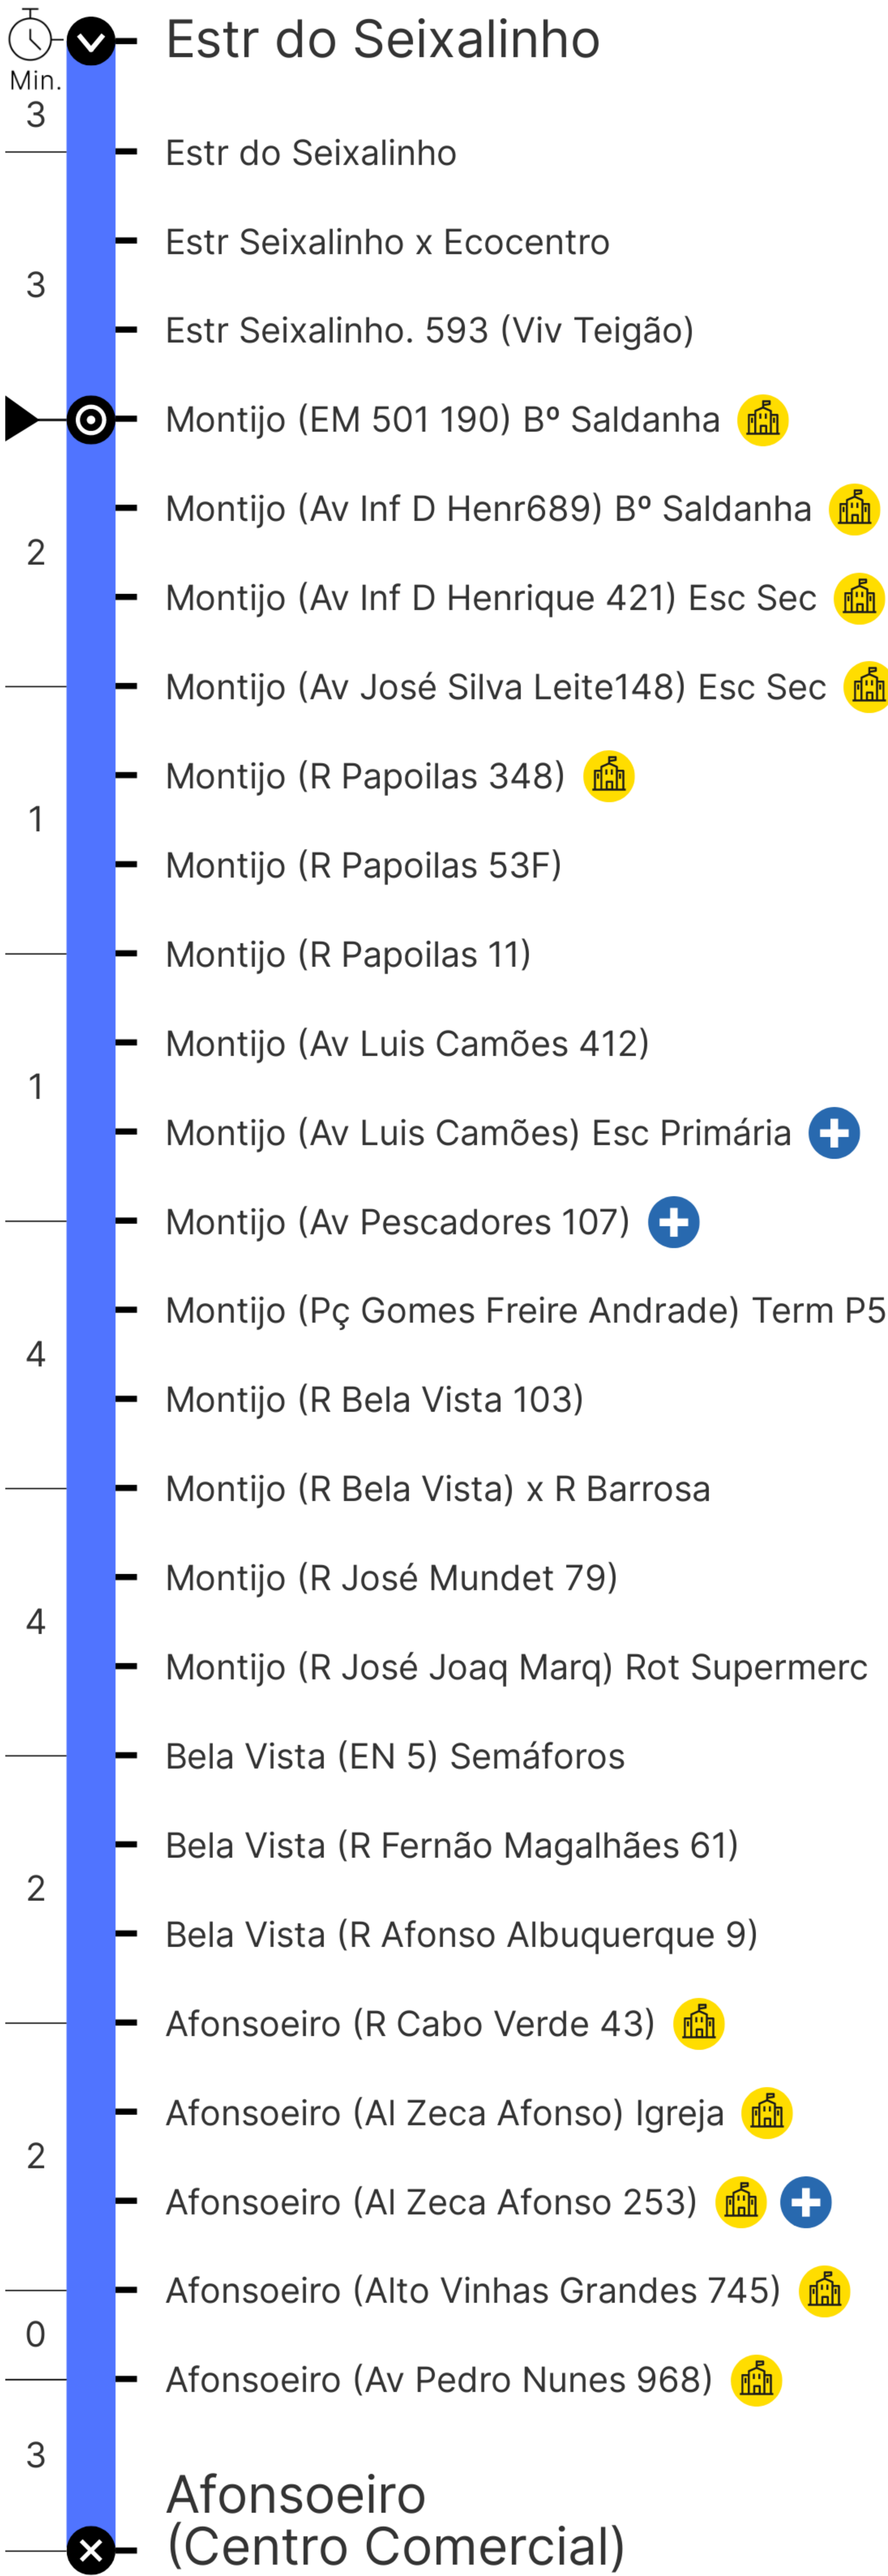 Estr do Seixalinho
Min.
3
Estr do Seixalinho
Estr Seixalinho x Ecocentro
3
Estr Seixalinho. 593 (Viv Teigão)
Montijo (EM 501 190) Bº Saldanha
Montijo (Av Inf D Henr689) Bº Saldanha
2
Montijo (Av Inf D Henrique 421) Esc Sec
Montijo (Av José Silva Leite148) Esc Sec
Montijo (R Papoilas 348)
1
Montijo (R Papoilas 53F)
Montijo (R Papoilas 11)
Montijo (Av Luis Camões 412)
1
Montijo (Av Luis Camões) Esc Primária
Montijo (Av Pescadores 107)
Montijo (Pç Gomes Freire Andrade) Term P5
4
Montijo (R Bela Vista 103)
Montijo (R Bela Vista) x R Barrosa
Montijo (R José Mundet 79)
4
Montijo (R José Joaq Marq) Rot Supermerc
Bela Vista (EN 5) Semáforos
Bela Vista (R Fernão Magalhães 61)
2
Bela Vista (R Afonso Albuquerque 9)
Afonsoeiro (R Cabo Verde 43)
Afonsoeiro (Al Zeca Afonso) Igreja
2
Afonsoeiro (Al Zeca Afonso 253)
Afonsoeiro (Alto Vinhas Grandes 745)
0
Afonsoeiro (Av Pedro Nunes 968)
3
Afonsoeiro
(Centro Comercial)